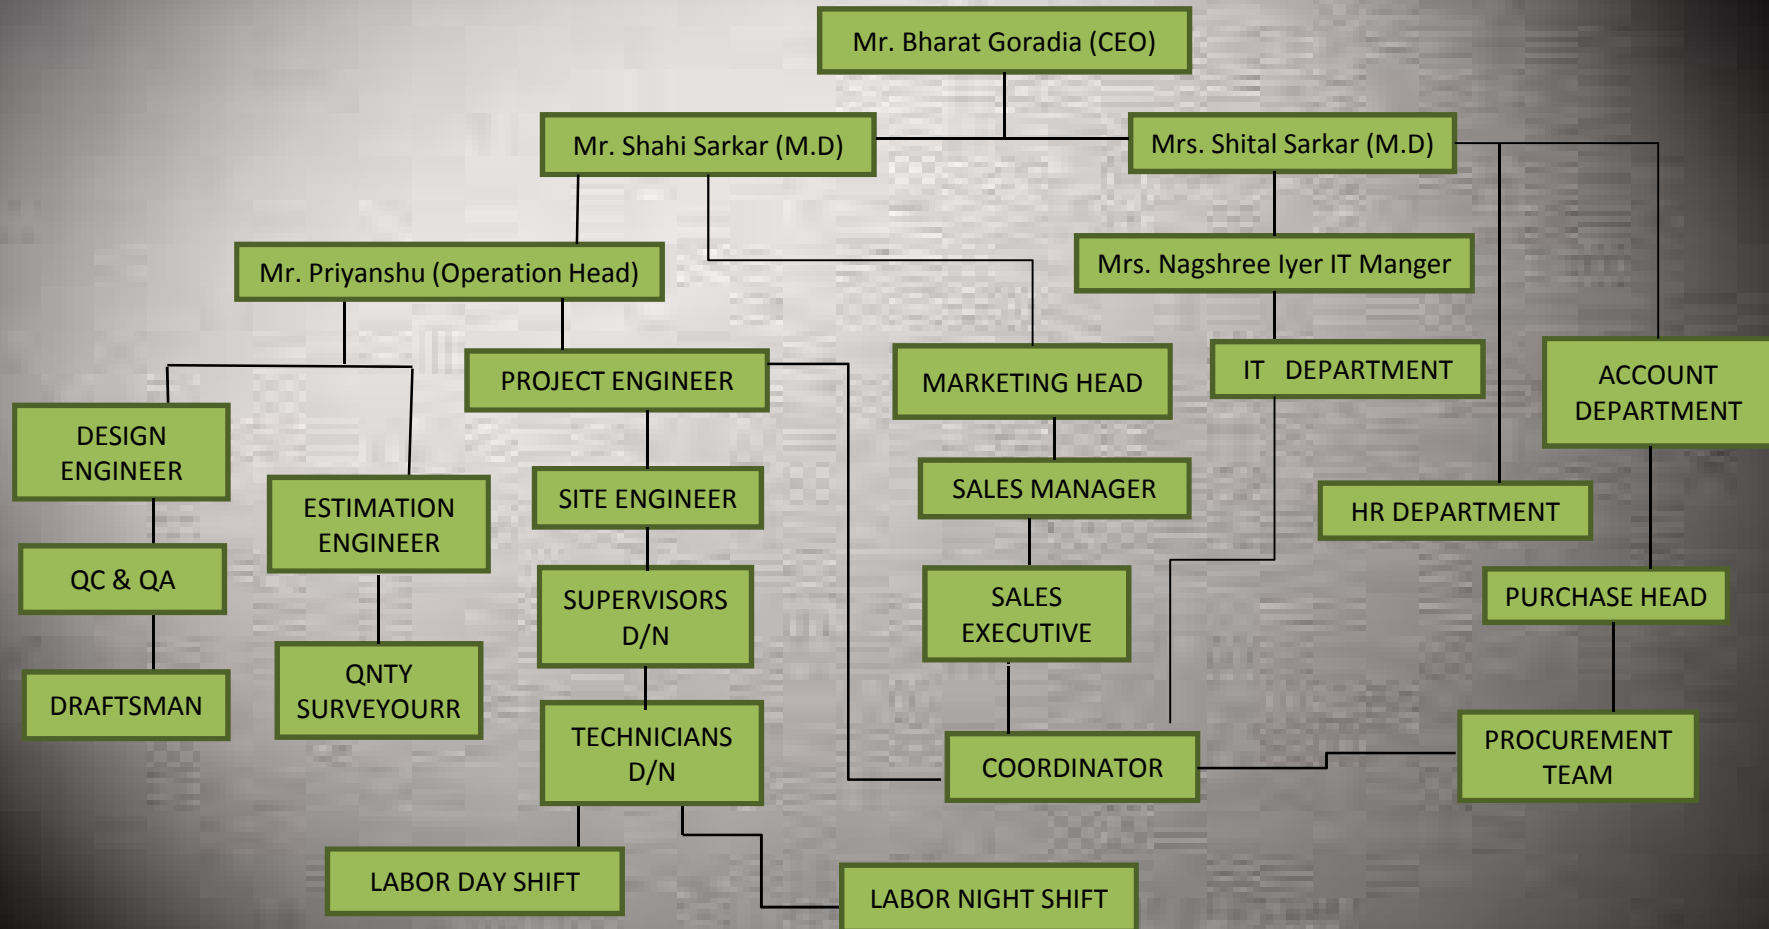 Mr. Bharat Goradia (CEO)
Mr. Shahi Sarkar (M.D)
Mrs. Shital Sarkar (M.D)
Mr. Priyanshu (Operation Head)
Mrs. Nagshree Iyer IT Manger
PROJECT ENGINEER
MARKETING HEAD
IT DEPARTMENT
ACCOUNT
DEPARTMENT
DESIGN
ENGINEER
ESTIMATION
ENGINEER
SITE ENGINEER
SALES MANAGER
HR DEPARTMENT
QC & QA
SUPERVISORS
D/N
SALES
EXECUTIVE
PURCHASE HEAD
DRAFTSMAN
QNTY
SURVEYOURR
TECHNICIANS
D/N
COORDINATOR
PROCUREMENT
TEAM
LABOR DAY SHIFT
LABOR NIGHT SHIFT